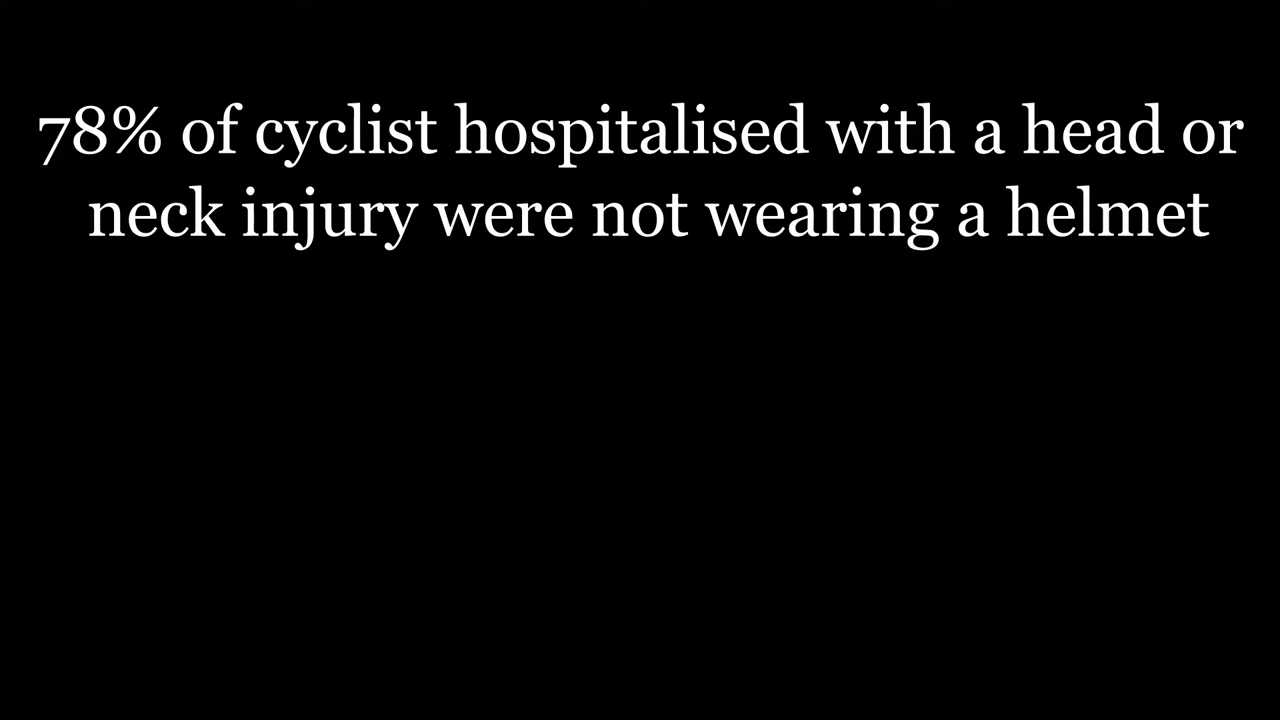 78% of cyclist hospitalised with a head or
neck injury were not wearing a helmet